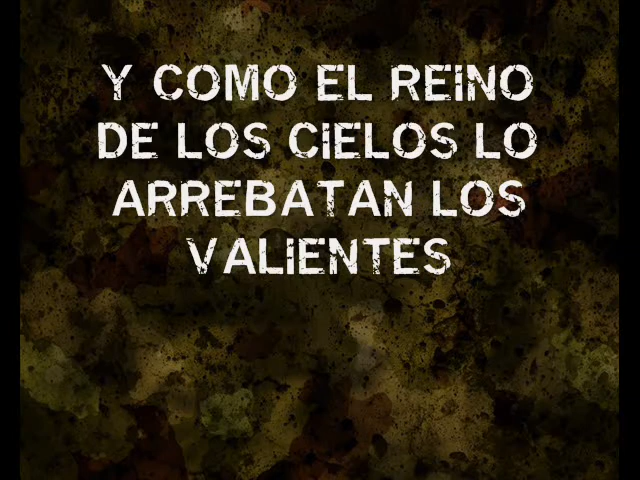 Y COMO EL REINO
DE LOS CIELOS LO
ARREBATAN LOS
VALIENTES